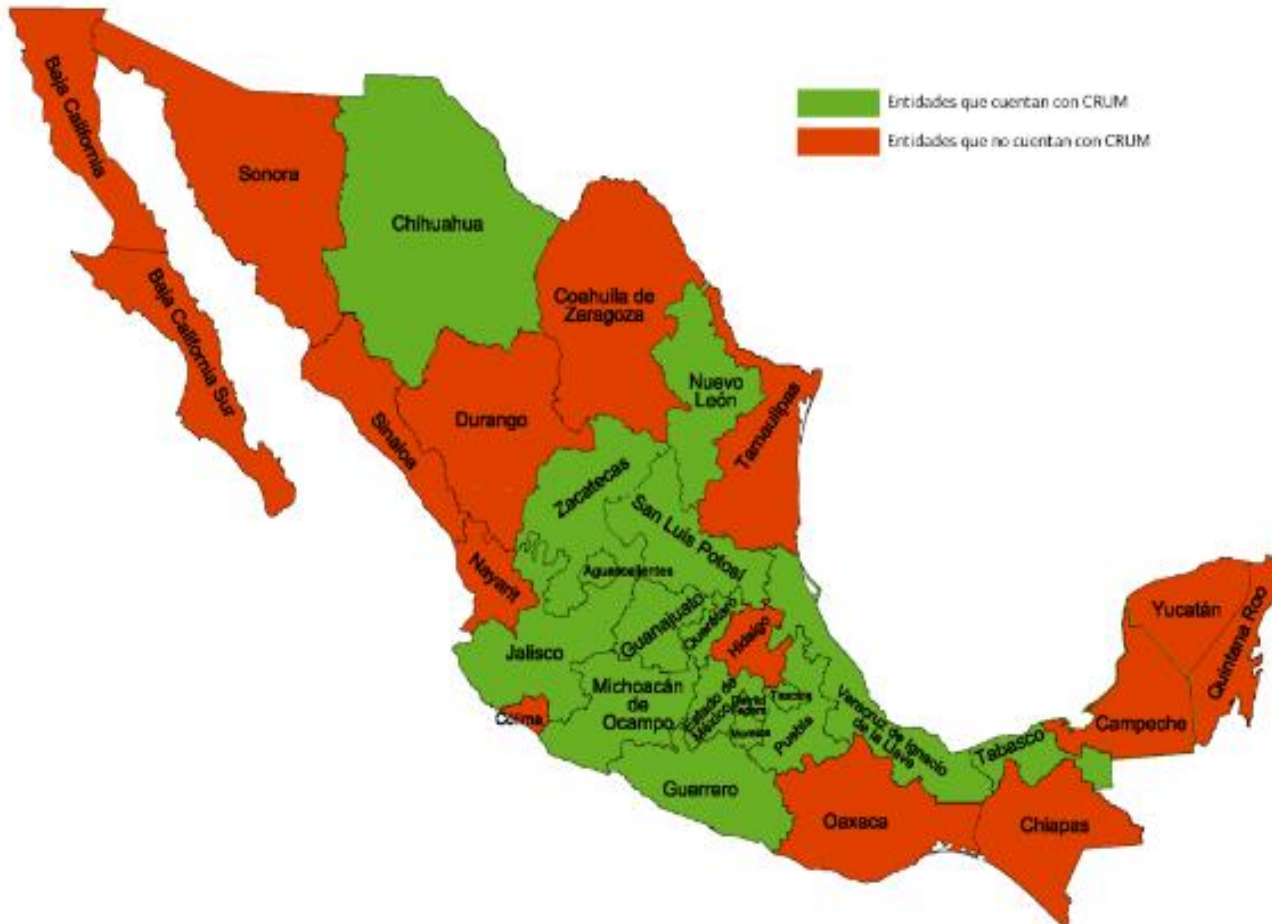 Entidades que cuentan con CRUM
Entidades que no cuentan con CRUM
Baja California
Sonora
Chihuahua
Coahuila de
Zaragoza
Baja California Sur
Nuevo
León
Tamaulipas
Sinaloa
Durango
Zacatecas
San Luis Potosí
Nayarit
Aguascalientes
Guanajuato
Querétaro
Hidalgo
Jalisco
Michoacán
de
Ocampo
Colima
Estado de
México
Distrito
Federal
Tlaxcala
Morelos
Puebla
Veracruz de Ignacio
de la Llave
Guerrero
Oaxaca
Tabasco
Chiapas
Campeche
Yucatán
Quintana Roo